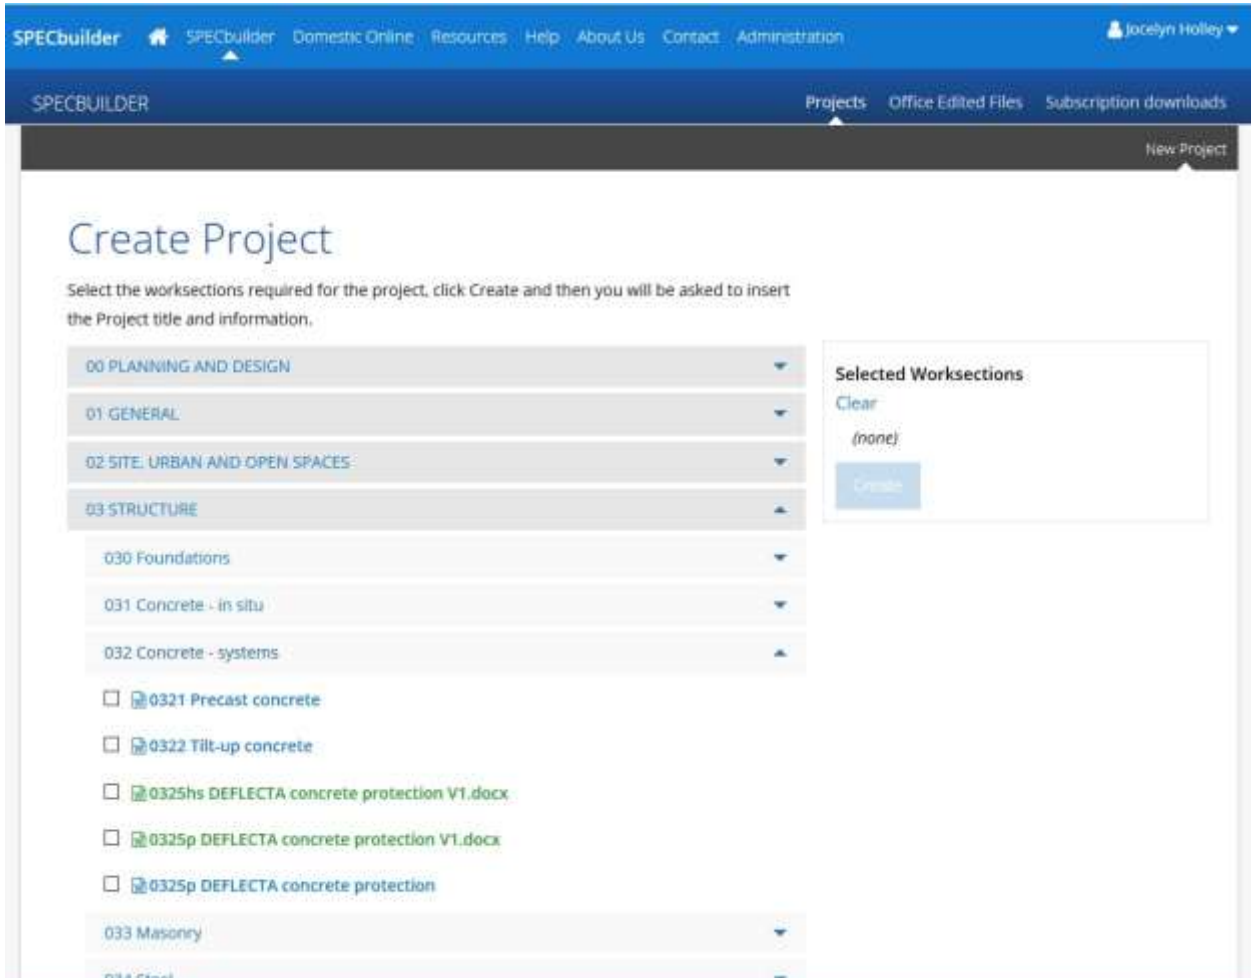 SPECbuilder SPECbuilder Domestic Online Resources Help About Us Contact Administration Jocelyn Holley
SPECBUILDER Projects Office Edited Files Subscription downloads
New Project
Create Project
Select the worksections required for the project, click Create and then you will be asked to insert
the Project title and information.
00 PLANNING AND DESIGN
01 GENERAL
02 SITE, URBAN AND OPEN SPACES
03 STRUCTURE
030 Foundations
031 Concrete - in situ
032 Concrete - systems
0321 Precast concrete
0322 Tilt-up concrete
0325hs DEFLECTA concrete protection V1.docx
0325p DEFLECTA concrete protection V1.docx
0325p DEFLECTA concrete protection
033 Masonry
034 Steel
Selected Worksections
Clear
(none)
Create